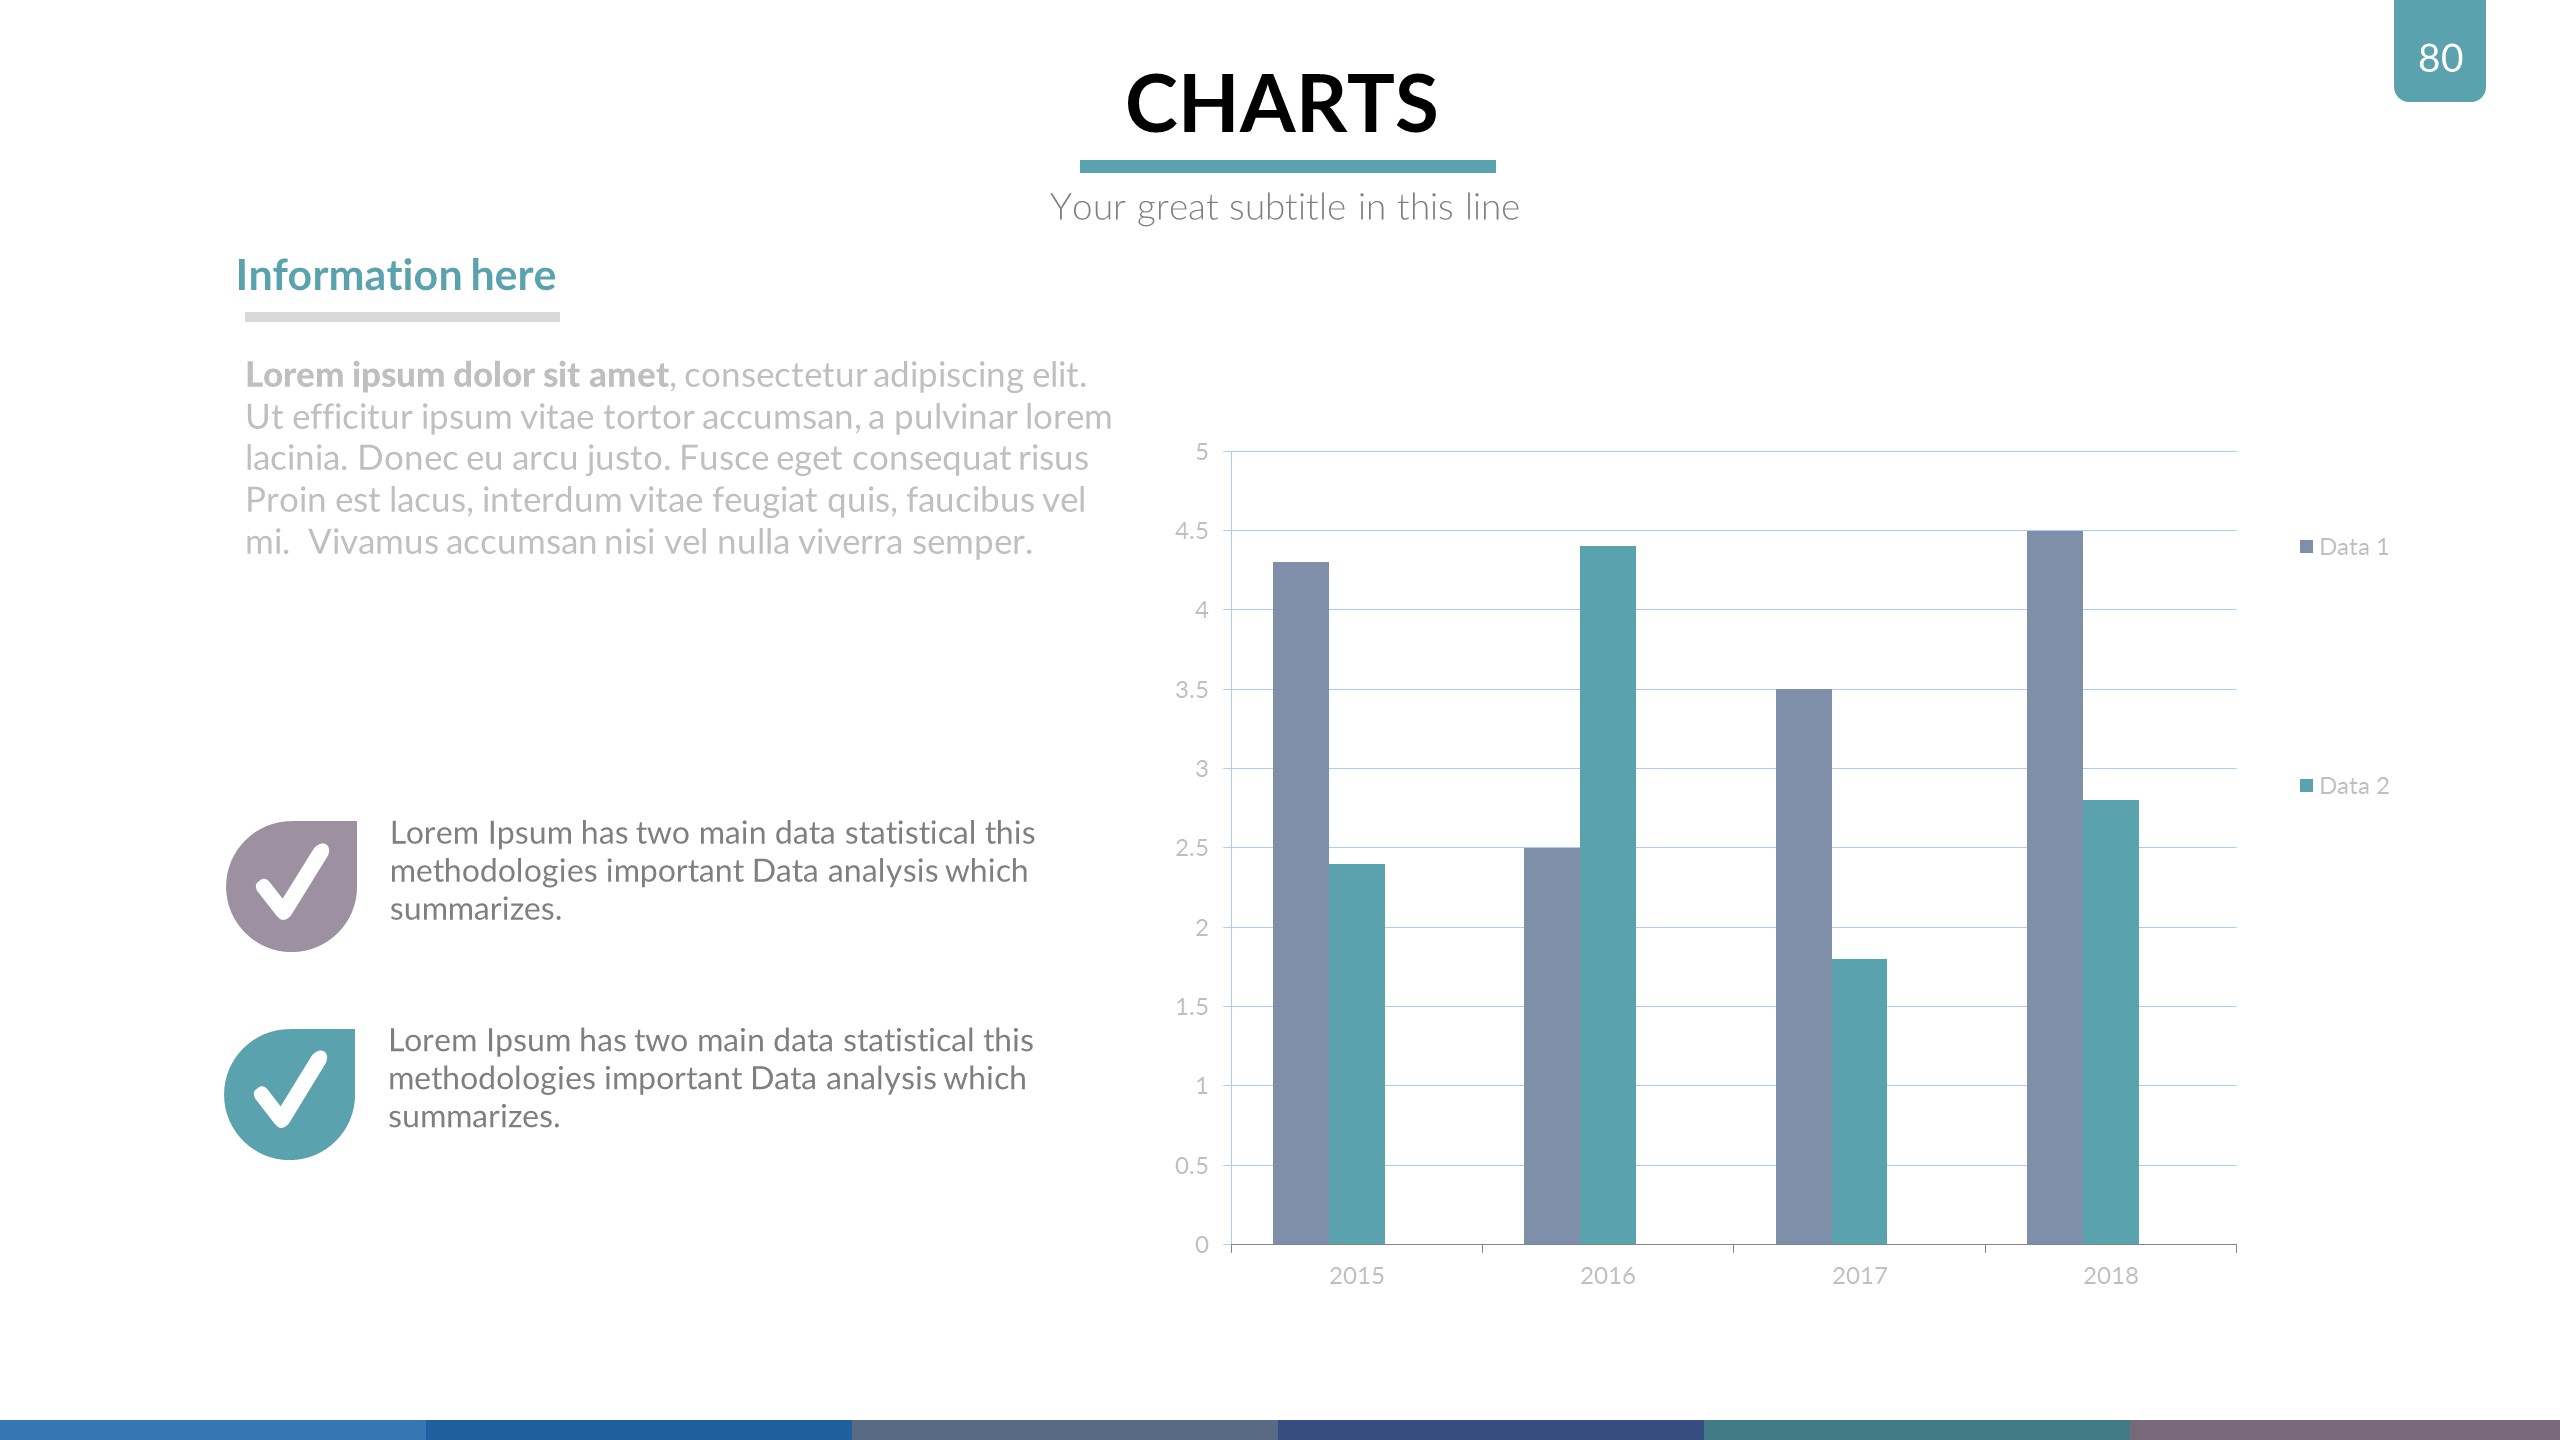 80
CHARTS
Your great subtitle in this line
Information here
Lorem ipsum dolor sit amet, consectetur adipiscing elit.
Ut efficitur ipsum vitae tortor accumsan, a pulvinar lorem
lacinia. Donec eu arcu justo. Fusce eget consequat risus
Proin est lacus, interdum vitae feugiat quis, faucibus vel
mi.  Vivamus accumsan nisi vel nulla viverra semper.
Lorem Ipsum has two main data statistical this
methodologies important Data analysis which
summarizes.
Lorem Ipsum has two main data statistical this
methodologies important Data analysis which
summarizes.
5
4.5
4
3.5
3
2.5
2
1.5
1
0.5
0
2015 2016 2017 2018
Data 1
Data 2